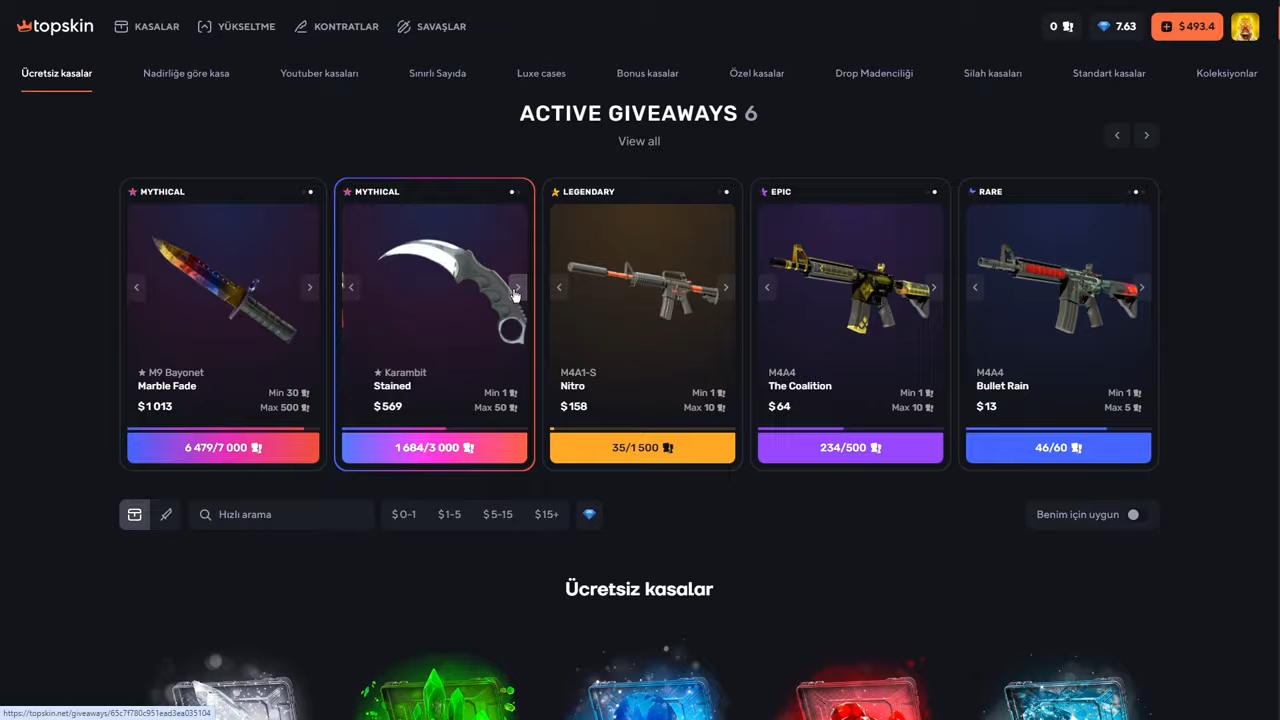 topskin
KASALAR
YÜKSELTME
KONTRATLAR
SAVAŞLAR
0
7.63
$ 493.4
Ücretsiz kasalar
Nadirliğe göre kasa
Youtuber kasaları
Sınırlı Sayıda
Luxe cases
Bonus kasalar
Özel kasalar
Drop Madenciliği
Silah kasaları
Standart kasalar
Koleksiyonlar
ACTIVE GIVEAWAYS 6
View all
MYTHICAL
★ M9 Bayonet
Marble Fade
Min 30
$ 1 013
Max 500
6 479/7 000
MYTHICAL
★ Karambit
Stained
Min 1
$ 569
Max 50
1 684/3 000
LEGENDARY
M4A1-S
Nitro
Min 1
$ 158
Max 10
35/1 500
EPIC
M4A4
The Coalition
Min 1
$ 64
Max 10
234/500
RARE
M4A4
Bullet Rain
Min 1
$ 13
Max 5
46/60
Hızlı arama
$ 0-1
$ 1-5
$ 5-15
$ 15+
Benim için uygun
Ücretsiz kasalar
https://topskin.net/giveaways/65c7f780c951ead3ea035104